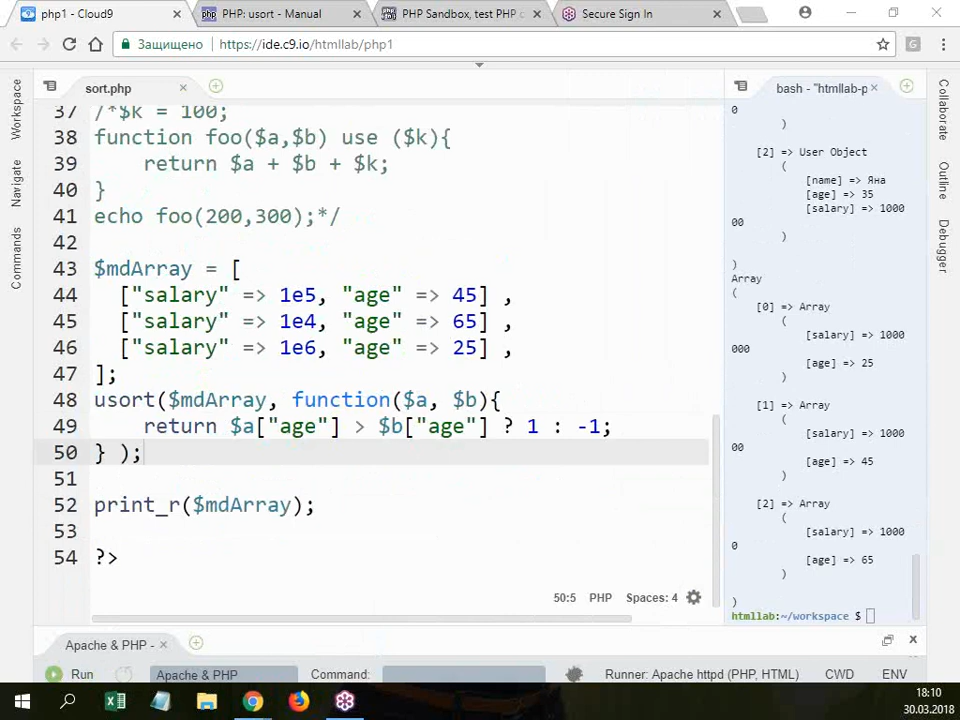 php1 - Cloud9
PHP: usort - Manual
PHP Sandbox, test PHP
Secure Sign In
Защищено
https://ide.c9.io/htmllab/php1
Workspace
Navigate
Commands
sort.php
37 /*$k = 100;
38 function foo($a,$b) use ($k){
39 return $a + $b + $k;
40 }
41 echo foo(200,300);*/
42
43 $mdArray = [
44 ["salary" => 1e5, "age" => 45] ,
45 ["salary" => 1e4, "age" => 65] ,
46 ["salary" => 1e6, "age" => 25] ,
47 ];
48 usort($mdArray, function($a, $b){
49 return $a["age"] > $b["age"] ? 1 : -1;
50 } );
51
52 print_r($mdArray);
53
54 ?>
50:5 PHP Spaces: 4
bash - "htmllab-p
0
)
[2] => User Object
(
[name] => Яна
[age] => 35
[salary] => 1000
00
)
)
Array
(
[0] => Array
(
[salary] => 1000
000
[age] => 25
)
[1] => Array
(
[salary] => 1000
00
[age] => 45
)
[2] => Array
(
[salary] => 1000
0
[age] => 65
)
)
htmllab:~/workspace $
Collaborate
Outline
Debugger
Apache & PHP -
Run
Apache & PHP
Command:
Runner: Apache httpd (PHP, HTML)
CWD
ENV
18:10
30.03.2018